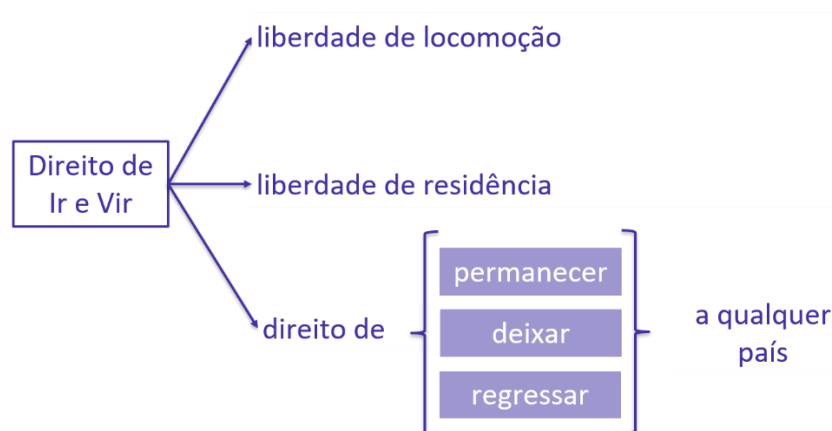 liberdade de locomoção
Direito de
Ir e Vir
liberdade de residência
direito de
permanecer
deixar
regressar
a qualquer
país